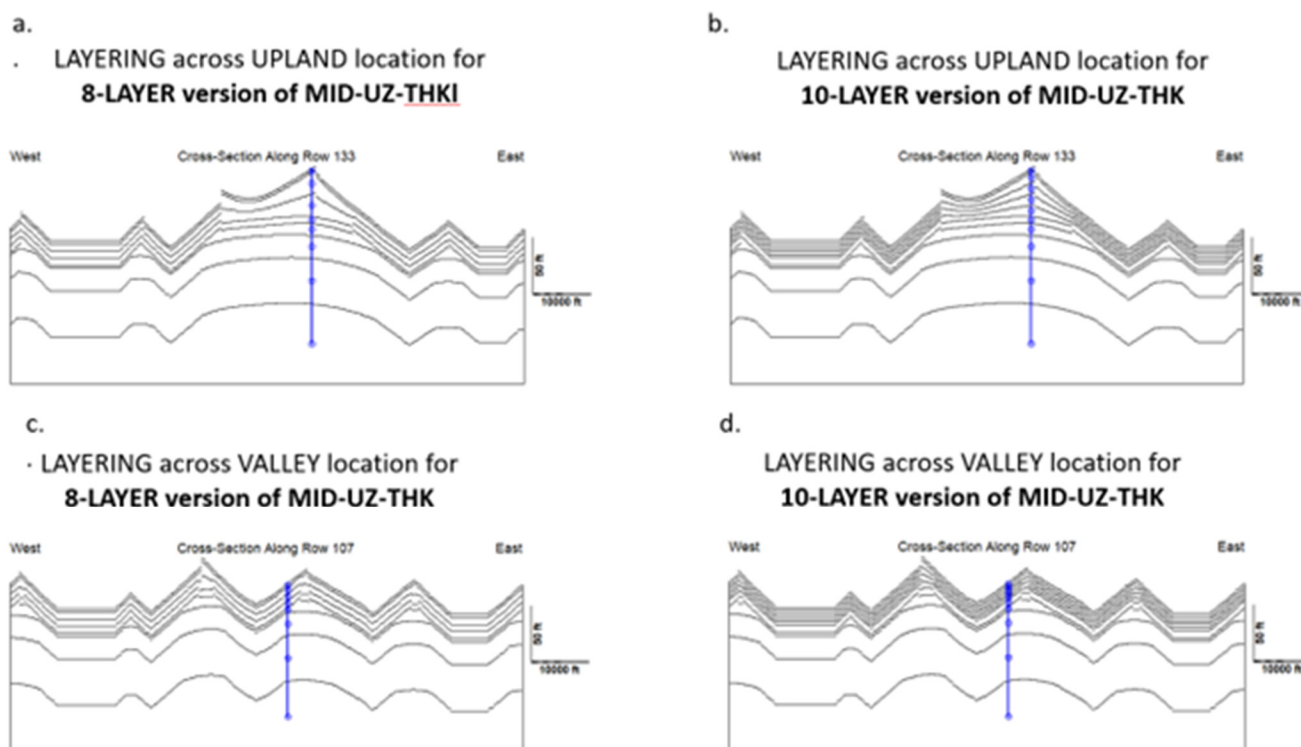 a.
. LAYERING across UPLAND location for
8-LAYER version of MID-UZ-THKl
West Cross-Section Along Row 133 East
50 ft
10000 ft
b.
LAYERING across UPLAND location for
10-LAYER version of MID-UZ-THK
West Cross-Section Along Row 133 East
50 ft
10000 ft
c.
. LAYERING across VALLEY location for
8-LAYER version of MID-UZ-THK
West Cross-Section Along Row 107 East
50 ft
10000 ft
d.
LAYERING across VALLEY location for
10-LAYER version of MID-UZ-THK
West Cross-Section Along Row 107 East
50 ft
10000 ft